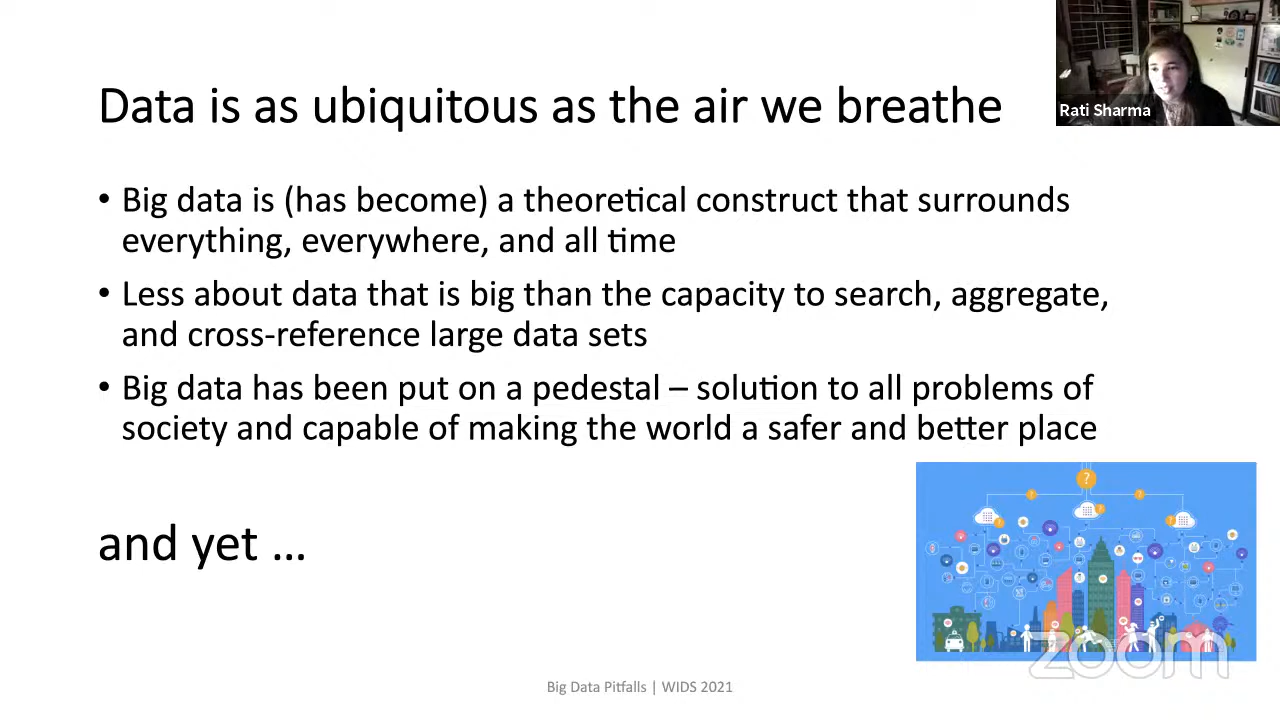 Rati Sharma
Data is as ubiquitous as the air we breathe
• Big data is (has become) a theoretical construct that surrounds
everything, everywhere, and all time
• Less about data that is big than the capacity to search, aggregate,
and cross-reference large data sets
• Big data has been put on a pedestal – solution to all problems of
society and capable of making the world a safer and better place
and yet …
?
?
?
?
?
?
zoom
Big Data Pitfalls | WIDS 2021